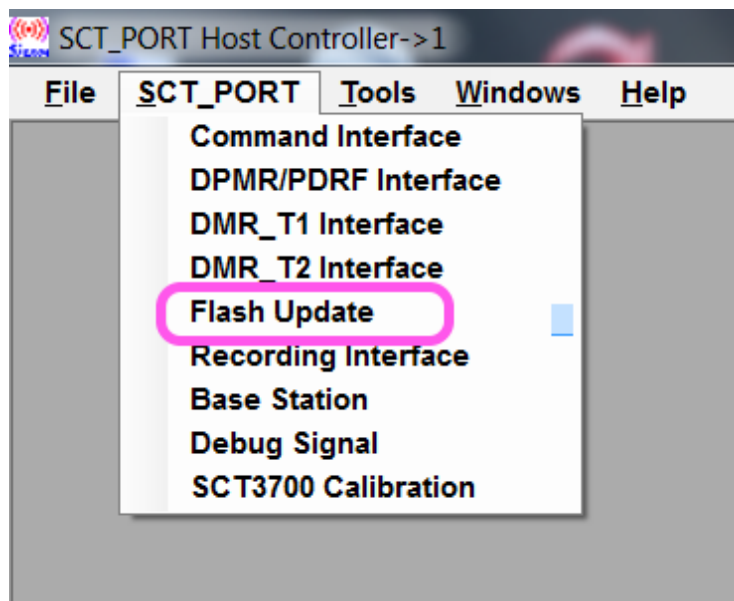 SCT_PORT Host Controller->1
File SCT_PORT Tools Windows Help
Command Interface
DPMR/PDRF Interface
DMR_T1 Interface
DMR_T2 Interface
Flash Update
Recording Interface
Base Station
Debug Signal
SCT3700 Calibration